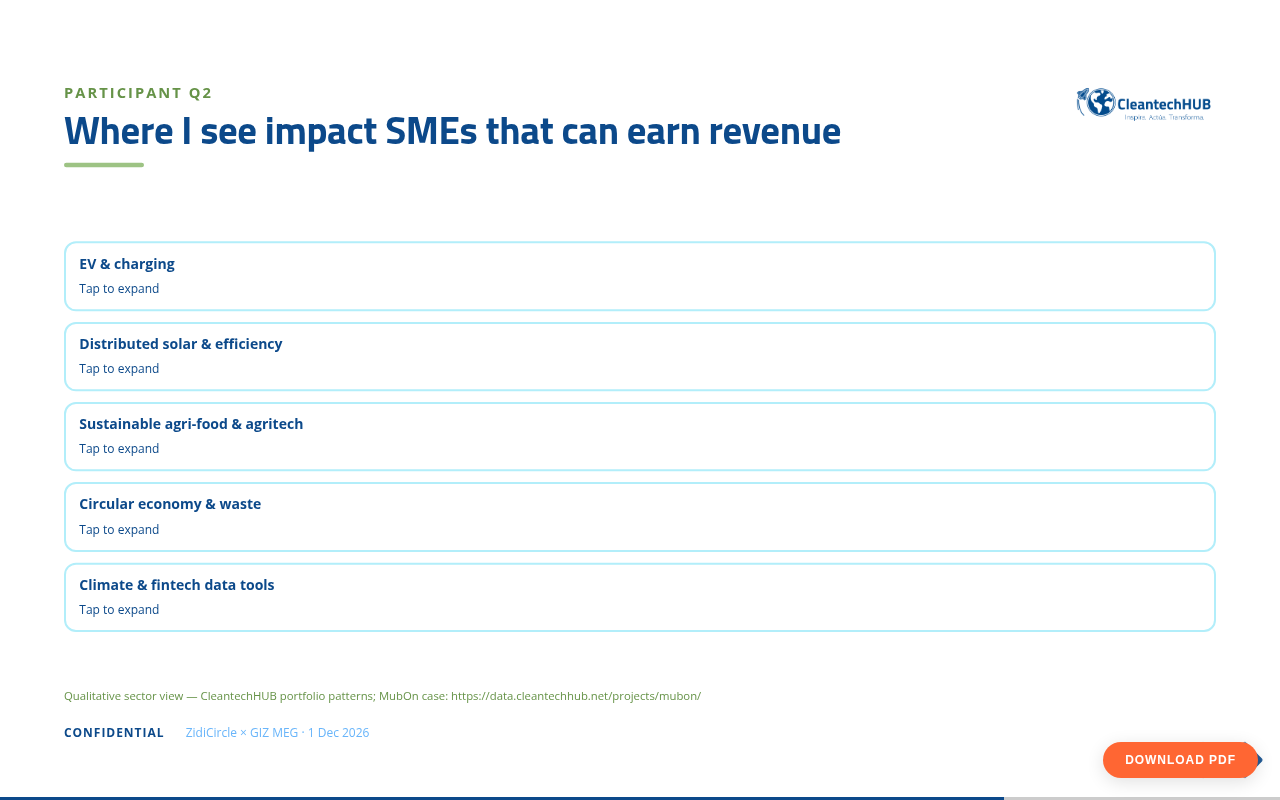 PARTICIPANT Q2
Where I see impact SMEs that can earn revenue
CleantechHUB
Inspira. Actúa. Transforma.
EV & charging
Tap to expand
Distributed solar & efficiency
Tap to expand
Sustainable agri-food & agritech
Tap to expand
Circular economy & waste
Tap to expand
Climate & fintech data tools
Tap to expand
Qualitative sector view — CleantechHUB portfolio patterns; MubOn case: https://data.cleantechhub.net/projects/mubon/
CONFIDENTIAL ZidiCircle × GIZ MEG · 1 Dec 2026
DOWNLOAD PDF